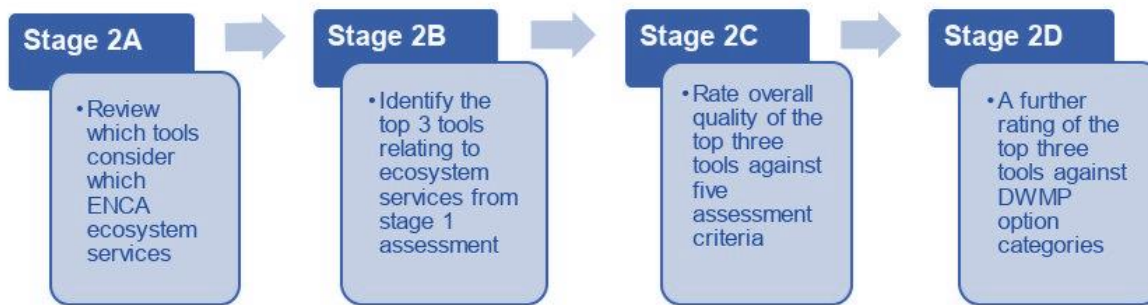 Stage 2A
• Review
which tools
consider
which
ENCA
ecosystem
services
Stage 2B
• Identify the
top 3 tools
relating to
ecosystem
services from
stage 1
assessment
Stage 2C
• Rate overall
quality of the
top three
tools against
five
assessment
criteria
Stage 2D
• A further
rating of the
top three
tools against
DWMP
option
categories